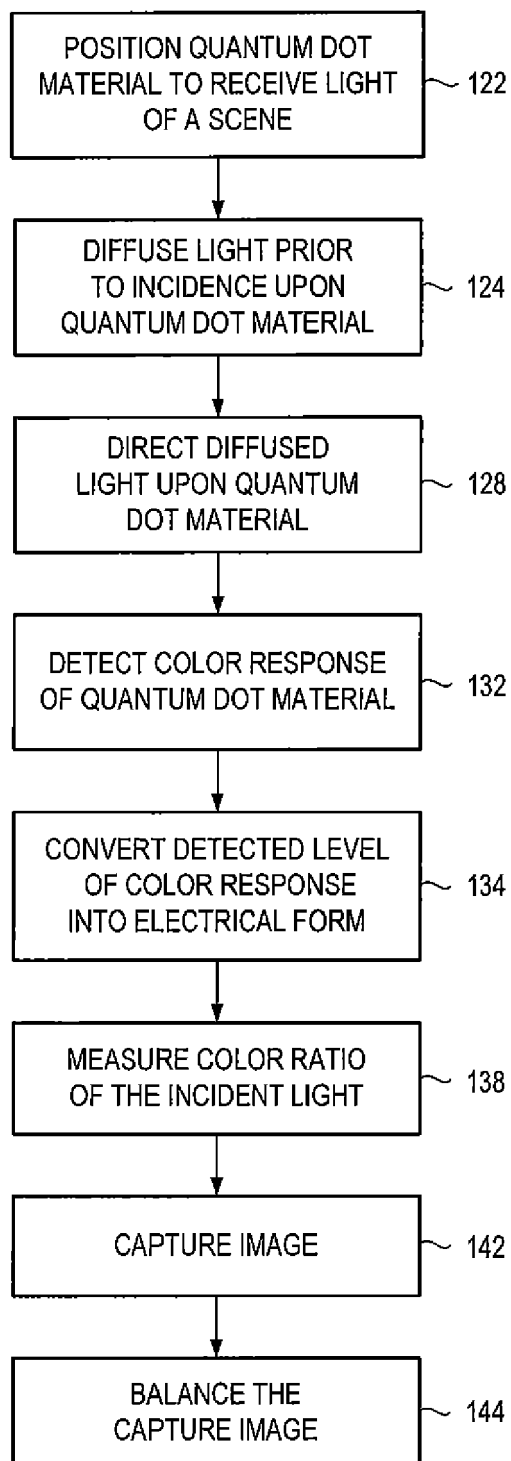 POSITION QUANTUM DOT
MATERIAL TO RECEIVE LIGHT
OF A SCENE
122
DIFFUSE LIGHT PRIOR
TO INCIDENCE UPON
QUANTUM DOT MATERIAL
124
DIRECT DIFFUSED
LIGHT UPON QUANTUM
DOT MATERIAL
128
DETECT COLOR RESPONSE
OF QUANTUM DOT MATERIAL
132
CONVERT DETECTED LEVEL
OF COLOR RESPONSE
INTO ELECTRICAL FORM
134
MEASURE COLOR RATIO
OF THE INCIDENT LIGHT
138
CAPTURE IMAGE
142
BALANCE THE
CAPTURE IMAGE
144